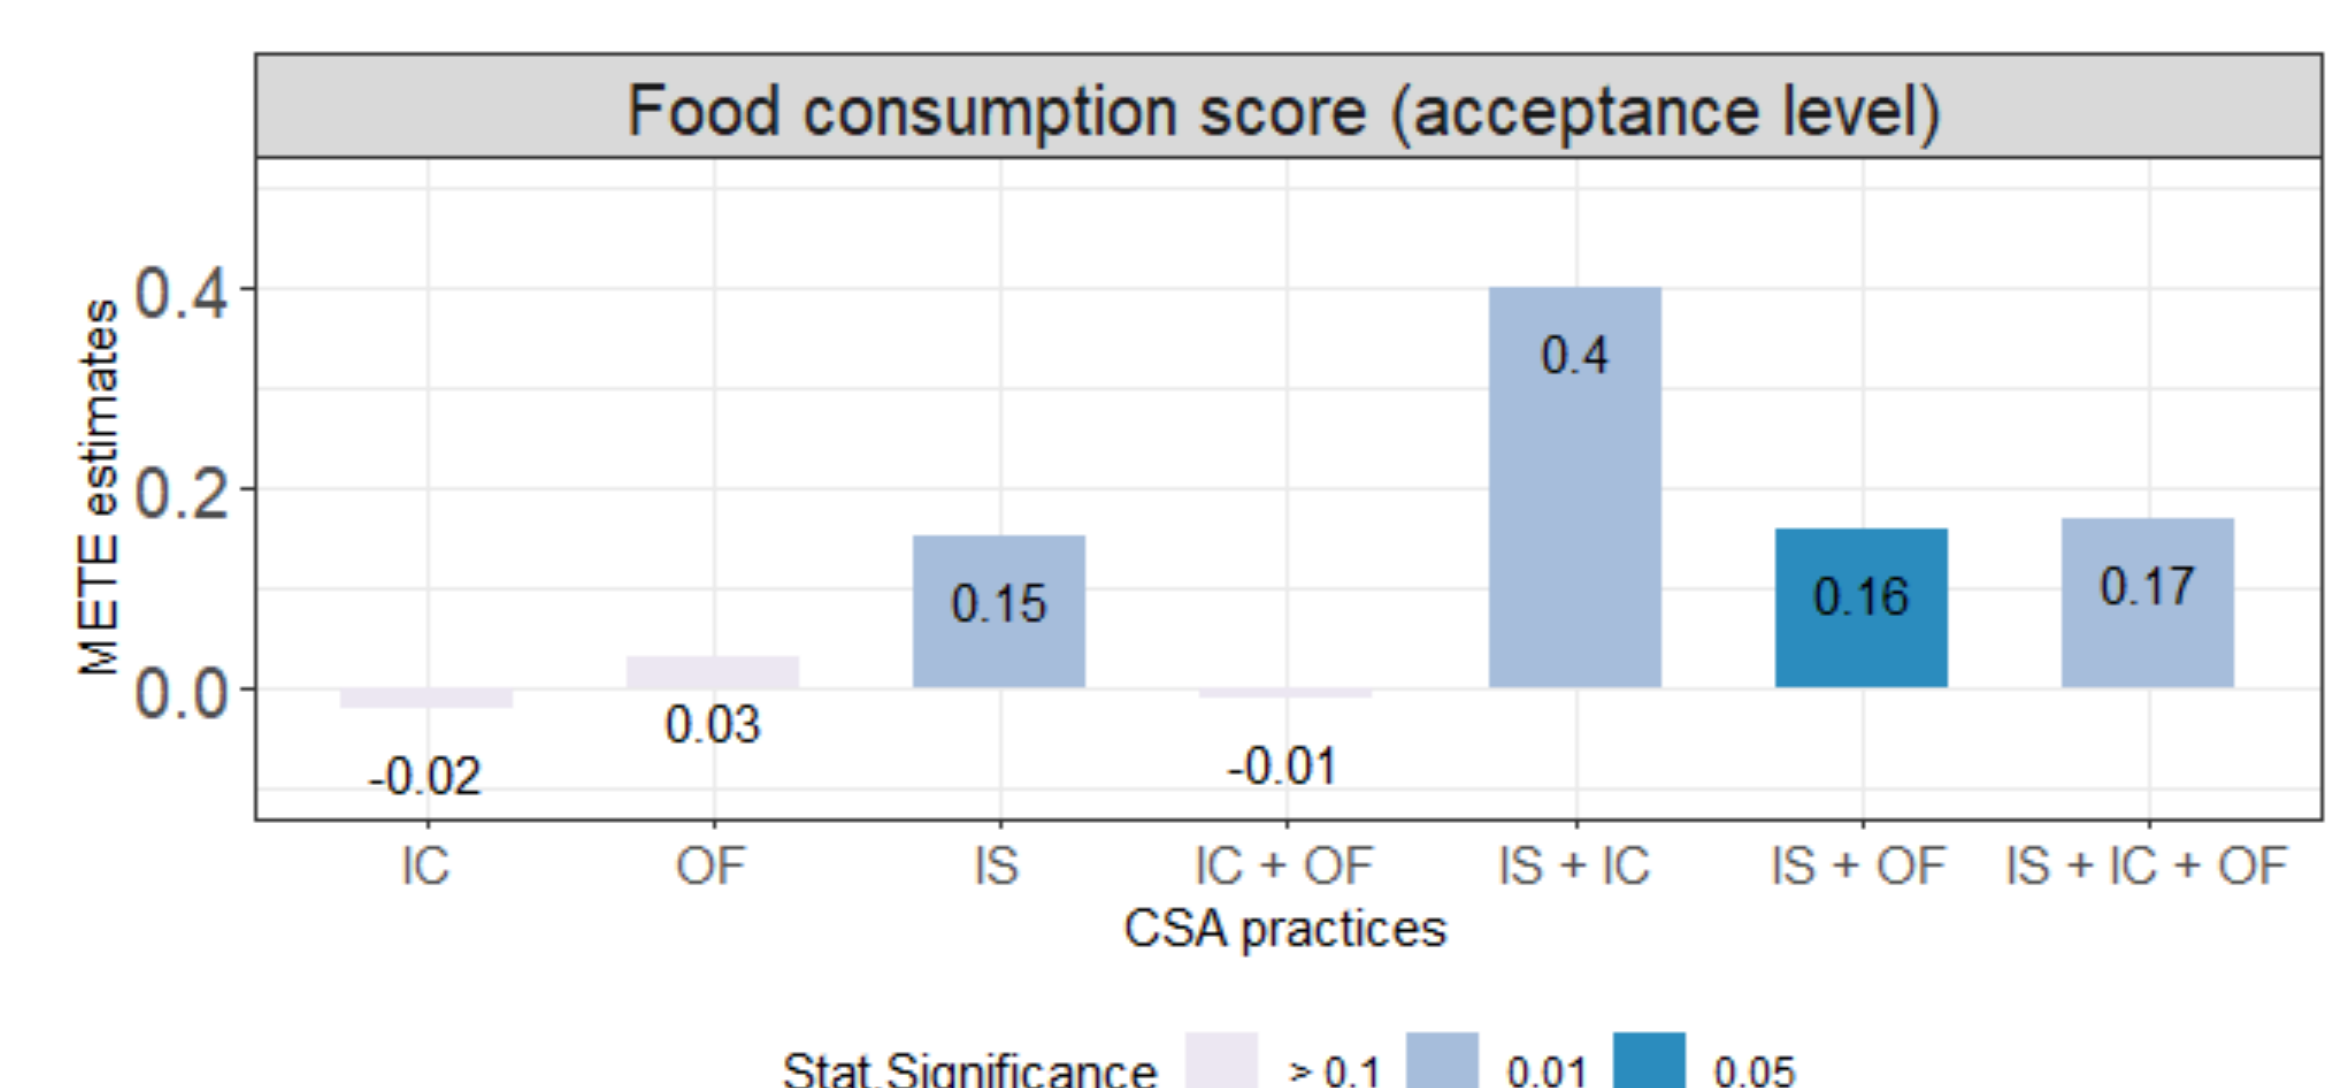 Food consumption score (acceptance level)
METE estimates
0.4
0.2
0.0
-0.02
0.03
0.15
-0.01
0.4
0.16
0.17
IC
OF
IS
IC + OF
IS + IC
IS + OF
IS + IC + OF
CSA practices
Stat.Significance > 0.1 0.01 0.05